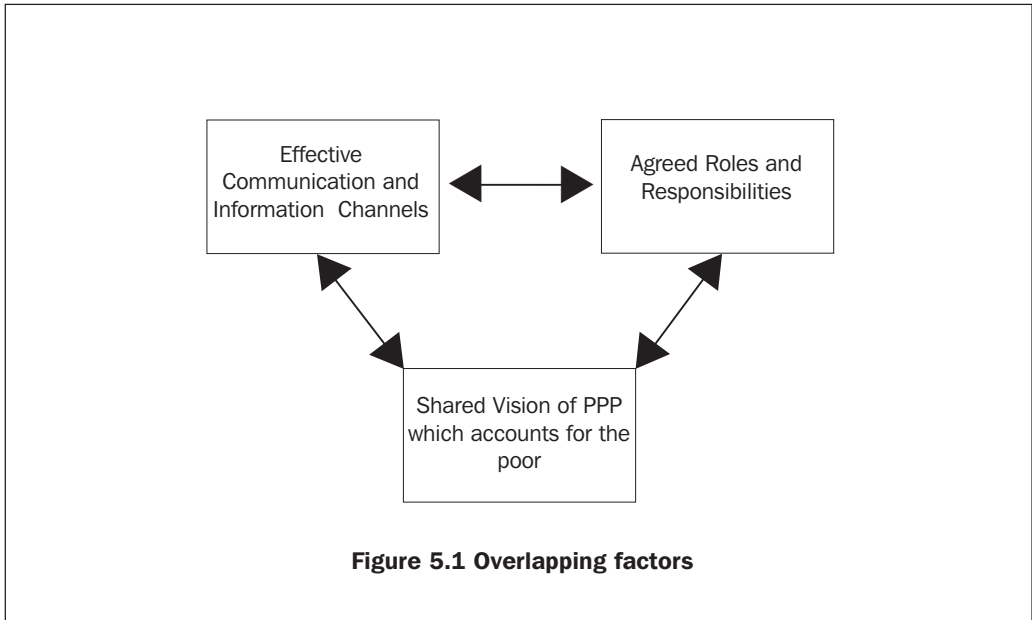 Effective
Communication and
Information Channels
Agreed Roles and
Responsibilities
Shared Vision of PPP
which accounts for the
poor
Figure 5.1 Overlapping factors